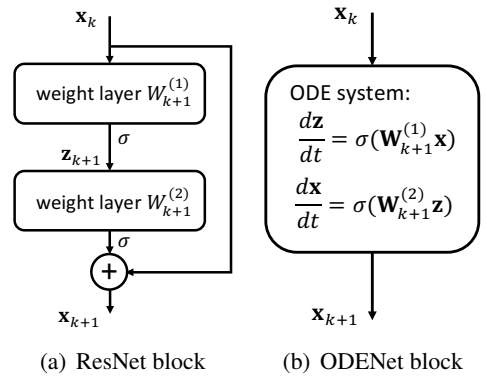 x_k
weight layer W_{k+1}^{(1)}
σ
z_{k+1}
weight layer W_{k+1}^{(2)}
σ
+
x_{k+1}
(a) ResNet block
x_k
ODE system:
dz/dt = σ(W_{k+1}^{(1)} x)
dx/dt = σ(W_{k+1}^{(2)} z)
x_{k+1}
(b) ODENet block